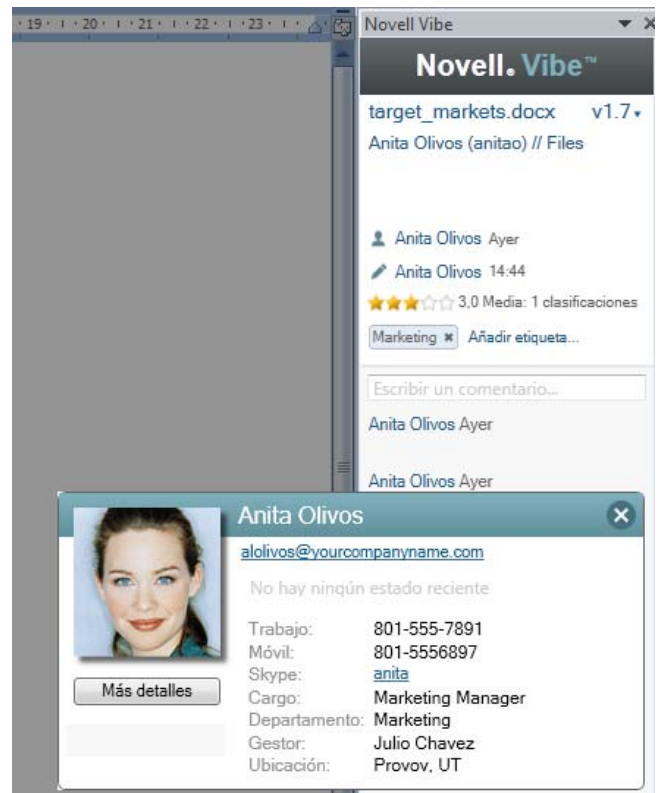 · 19 · ı · 20 · ı · 21 · ı · 22 · ı · 23 · ı ·
Novell Vibe
Novell. Vibe™
target_markets.docx v1.7
Anita Olivos (anitao) // Files
Anita Olivos Ayer
Anita Olivos 14:44
3,0 Media: 1 clasificaciones
Marketing Añadir etiqueta...
Escribir un comentario...
Anita Olivos Ayer
Anita Olivos Ayer
Anita Olivos
alolivos@yourcompanyname.com
No hay ningún estado reciente
Trabajo: 801-555-7891
Móvil: 801-5556897
Skype: anita
Más detalles
Cargo: Marketing Manager
Departamento: Marketing
Gestor: Julio Chavez
Ubicación: Provov, UT